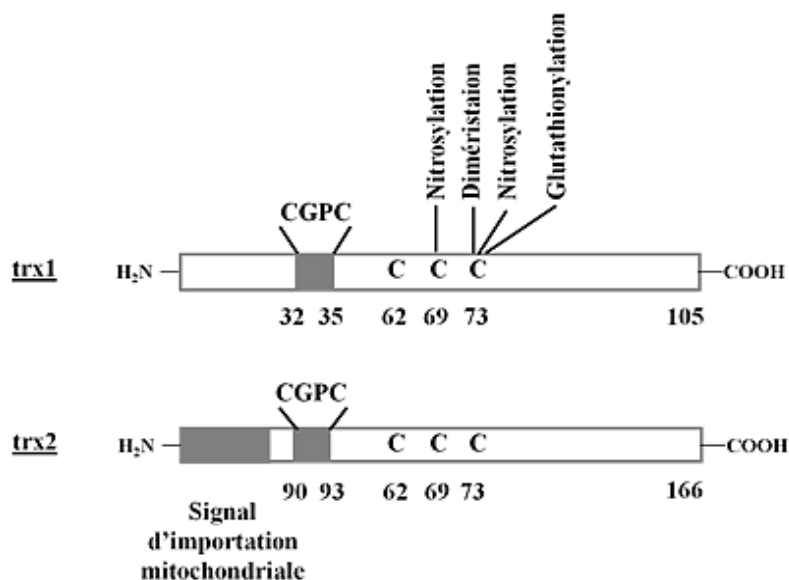 Nitrosylation
Diméristaion
Nitrosylation
Glutathionylation
CGPC
trx1
H₂N
C C C
COOH
32 35 62 69 73 105
CGPC
trx2
H₂N
C C C
COOH
90 93 62 69 73 166
Signal
d'importation
mitochondriale